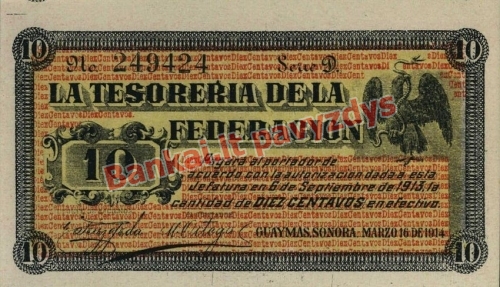 10 No. 249424 Serie D 10
LA TESORERIA DE LA
FEDERACION
Bankai.lt pavyzdys
10
pagará al portador de
acuerdo con la autorización dada á esta
Jefatura en 6 de Septiembre de 1913, la
cantidad de DIEZ CENTAVOS en efectivo.
GUAYMAS, SONORA. MARZO 16 DE 1914
10 10